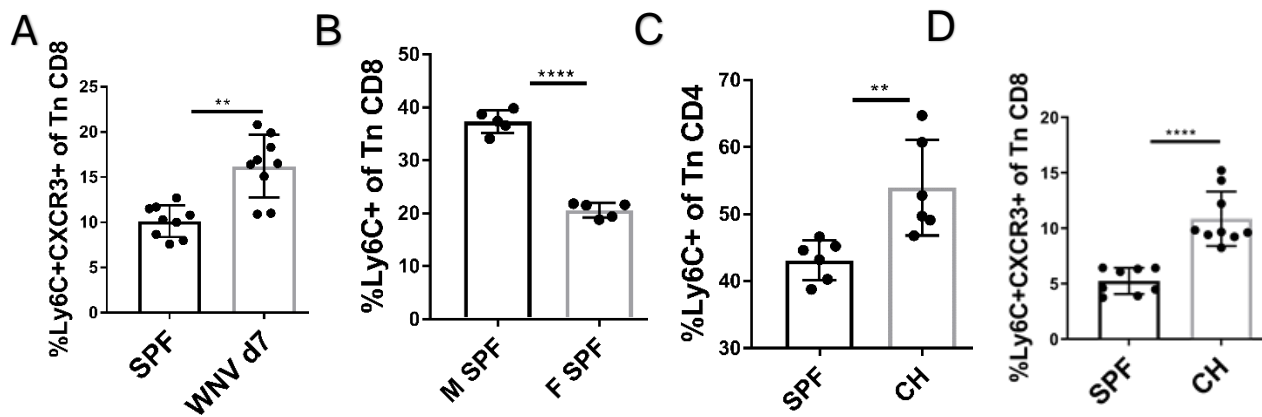 A
%Ly6C+CXCR3+ of Tn CD8
25
20
15
10
5
0
**
SPF
WNV d7
B
%Ly6C+ of Tn CD8
50
40
30
20
10
0
****
M SPF
F SPF
C
%Ly6C+ of Tn CD4
70
60
50
40
30
**
SPF
CH
D
%Ly6C+CXCR3+ of Tn CD8
20
15
10
5
0
****
SPF
CH